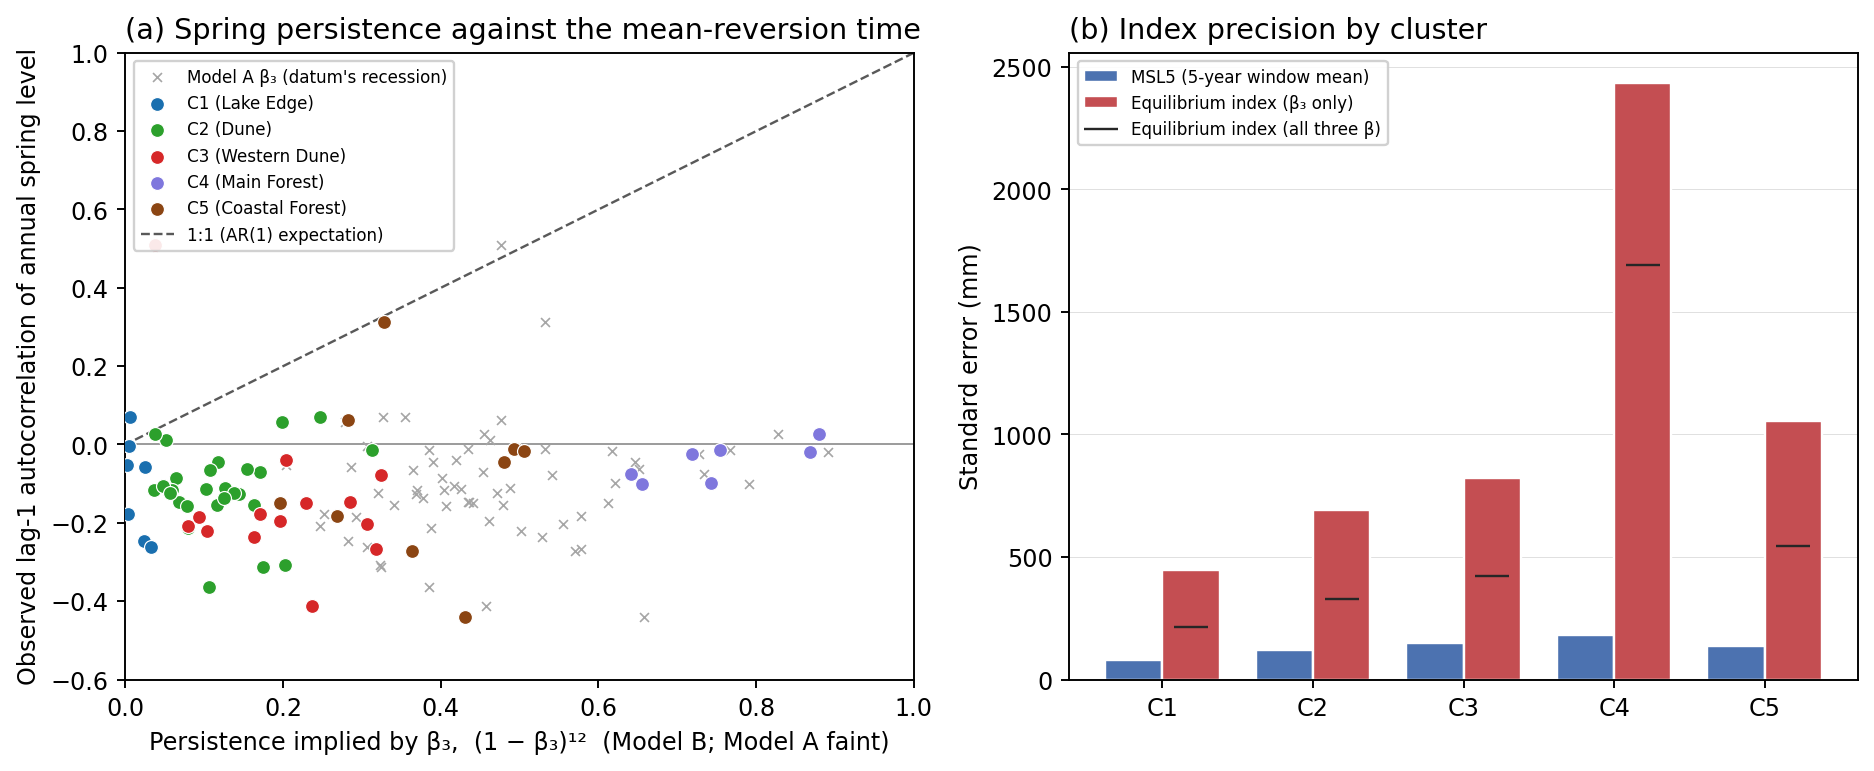 (a) Spring persistence against the mean-reversion time
Observed lag-1 autocorrelation of annual spring level
1.0
0.8
0.6
0.4
0.2
0.0
−0.2
−0.4
−0.6
Model A β₃ (datum's recession)
C1 (Lake Edge)
C2 (Dune)
C3 (Western Dune)
C4 (Main Forest)
C5 (Coastal Forest)
1:1 (AR(1) expectation)
0.0 0.2 0.4 0.6 0.8 1.0
Persistence implied by β₃, (1 − β₃)¹² (Model B; Model A faint)
(b) Index precision by cluster
Standard error (mm)
2500
2000
1500
1000
500
0
MSL5 (5-year window mean)
Equilibrium index (β₃ only)
Equilibrium index (all three β)
C1 C2 C3 C4 C5